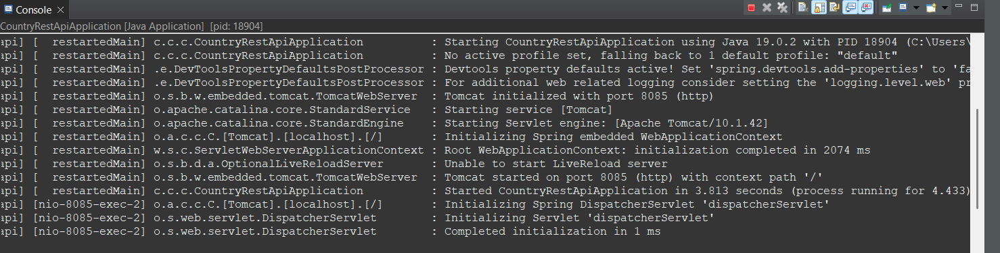 Console
CountryRestApiApplication [Java Application] [pid: 18904]
api] [  restartedMain] c.c.c.CountryRestApiApplication          : Starting CountryRestApiApplication using Java 19.0.2 with PID 18904 (C:\Users\
api] [  restartedMain] c.c.c.CountryRestApiApplication          : No active profile set, falling back to 1 default profile: "default"
api] [  restartedMain] .e.DevToolsPropertyDefaultsPostProcessor : Devtools property defaults active! Set 'spring.devtools.add-properties' to 'fa
api] [  restartedMain] .e.DevToolsPropertyDefaultsPostProcessor : For additional web related logging consider setting the 'logging.level.web' pr
api] [  restartedMain] o.s.b.w.embedded.tomcat.TomcatWebServer  : Tomcat initialized with port 8085 (http)
api] [  restartedMain] o.apache.catalina.core.StandardService   : Starting service [Tomcat]
api] [  restartedMain] o.apache.catalina.core.StandardEngine    : Starting Servlet engine: [Apache Tomcat/10.1.42]
api] [  restartedMain] o.a.c.c.C.[Tomcat].[localhost].[/]       : Initializing Spring embedded WebApplicationContext
api] [  restartedMain] w.s.c.ServletWebServerApplicationContext : Root WebApplicationContext: initialization completed in 2074 ms
api] [  restartedMain] o.s.b.d.a.OptionalLiveReloadServer       : Unable to start LiveReload server
api] [  restartedMain] o.s.b.w.embedded.tomcat.TomcatWebServer  : Tomcat started on port 8085 (http) with context path '/'
api] [  restartedMain] c.c.c.CountryRestApiApplication          : Started CountryRestApiApplication in 3.813 seconds (process running for 4.433)
api] [nio-8085-exec-2] o.a.c.c.C.[Tomcat].[localhost].[/]       : Initializing Spring DispatcherServlet 'dispatcherServlet'
api] [nio-8085-exec-2] o.s.web.servlet.DispatcherServlet        : Initializing Servlet 'dispatcherServlet'
api] [nio-8085-exec-2] o.s.web.servlet.DispatcherServlet        : Completed initialization in 1 ms